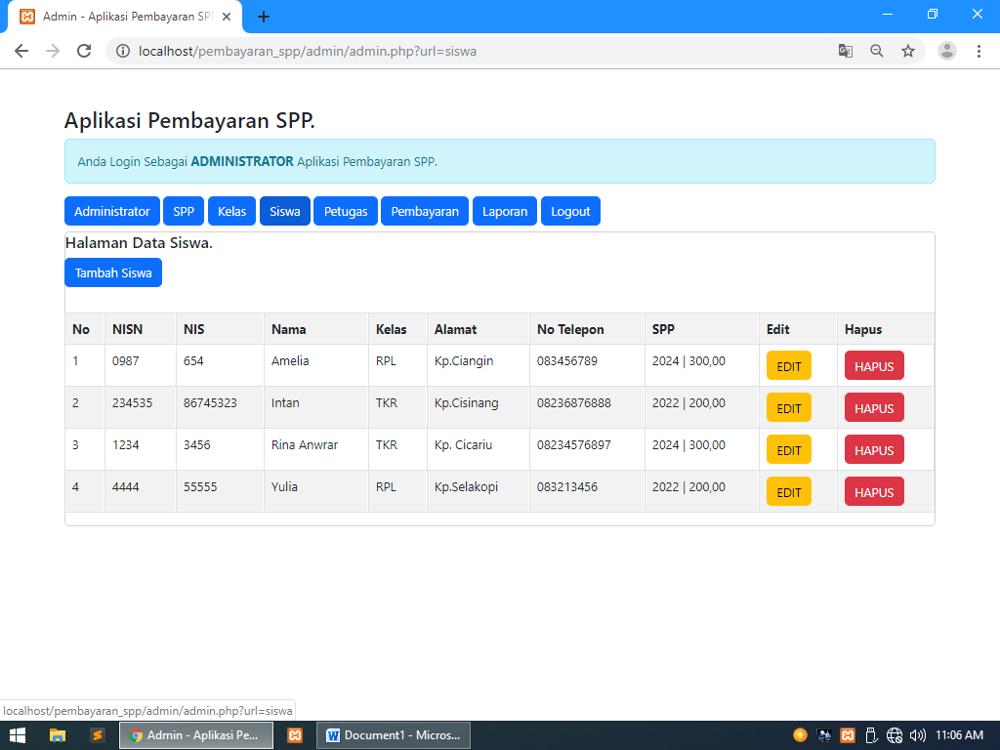 Admin - Aplikasi Pembayaran SP
localhost/pembayaran_spp/admin/admin.php?url=siswa
Aplikasi Pembayaran SPP.
Anda Login Sebagai ADMINISTRATOR Aplikasi Pembayaran SPP.
Administrator SPP Kelas Siswa Petugas Pembayaran Laporan Logout
Halaman Data Siswa.
Tambah Siswa
No NISN NIS Nama Kelas Alamat No Telepon SPP Edit Hapus
1 0987 654 Amelia RPL Kp.Ciangin 083456789 2024 | 300,00 EDIT HAPUS
2 234535 86745323 Intan TKR Kp.Cisinang 08236876888 2022 | 200,00 EDIT HAPUS
3 1234 3456 Rina Anwrar TKR Kp. Cicariu 08234576897 2024 | 300,00 EDIT HAPUS
4 4444 55555 Yulia RPL Kp.Selakopi 083213456 2022 | 200,00 EDIT HAPUS
localhost/pembayaran_spp/admin/admin.php?url=siswa
Admin - Aplikasi Pe... Document1 - Micros... 11:06 AM